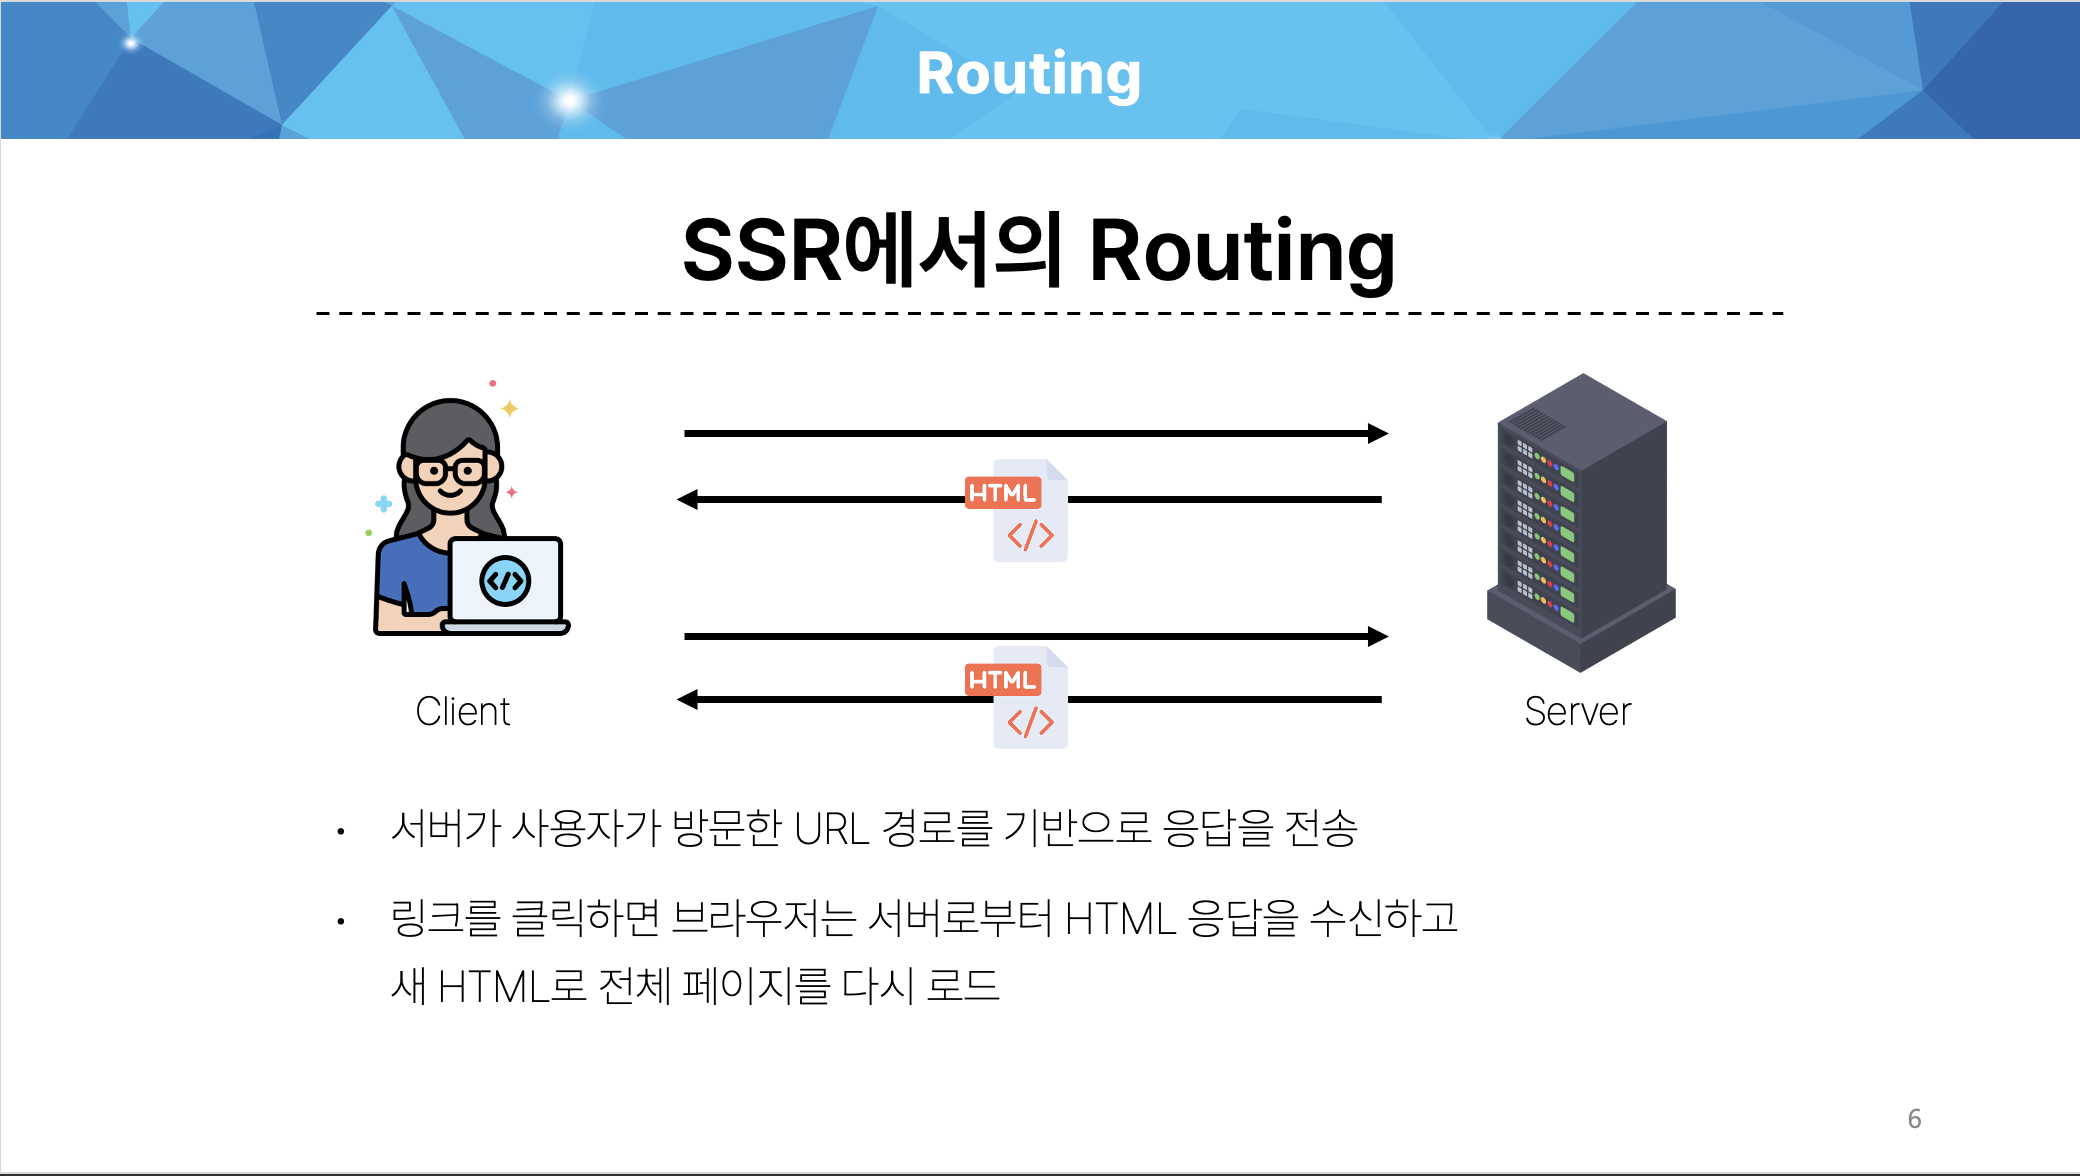 Routing
SSR에서의 Routing
HTML
</>
</>
HTML
</>
Client
Server
• 서버가 사용자가 방문한 URL 경로를 기반으로 응답을 전송
• 링크를 클릭하면 브라우저는 서버로부터 HTML 응답을 수신하고
새 HTML로 전체 페이지를 다시 로드
6